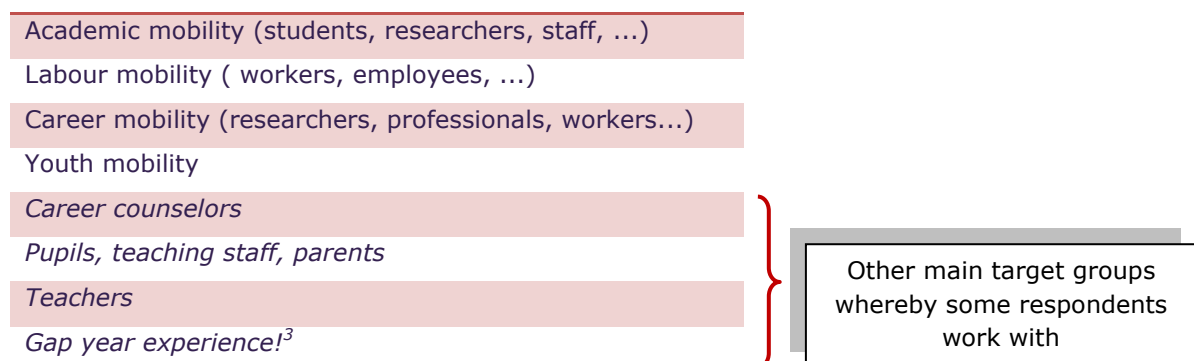 Academic mobility (students, researchers, staff, ...)
Labour mobility ( workers, employees, ...)
Career mobility (researchers, professionals, workers...)
Youth mobility
Career counselors
Pupils, teaching staff, parents
Teachers
Gap year experience!3
Other main target groups
whereby some respondents
work with